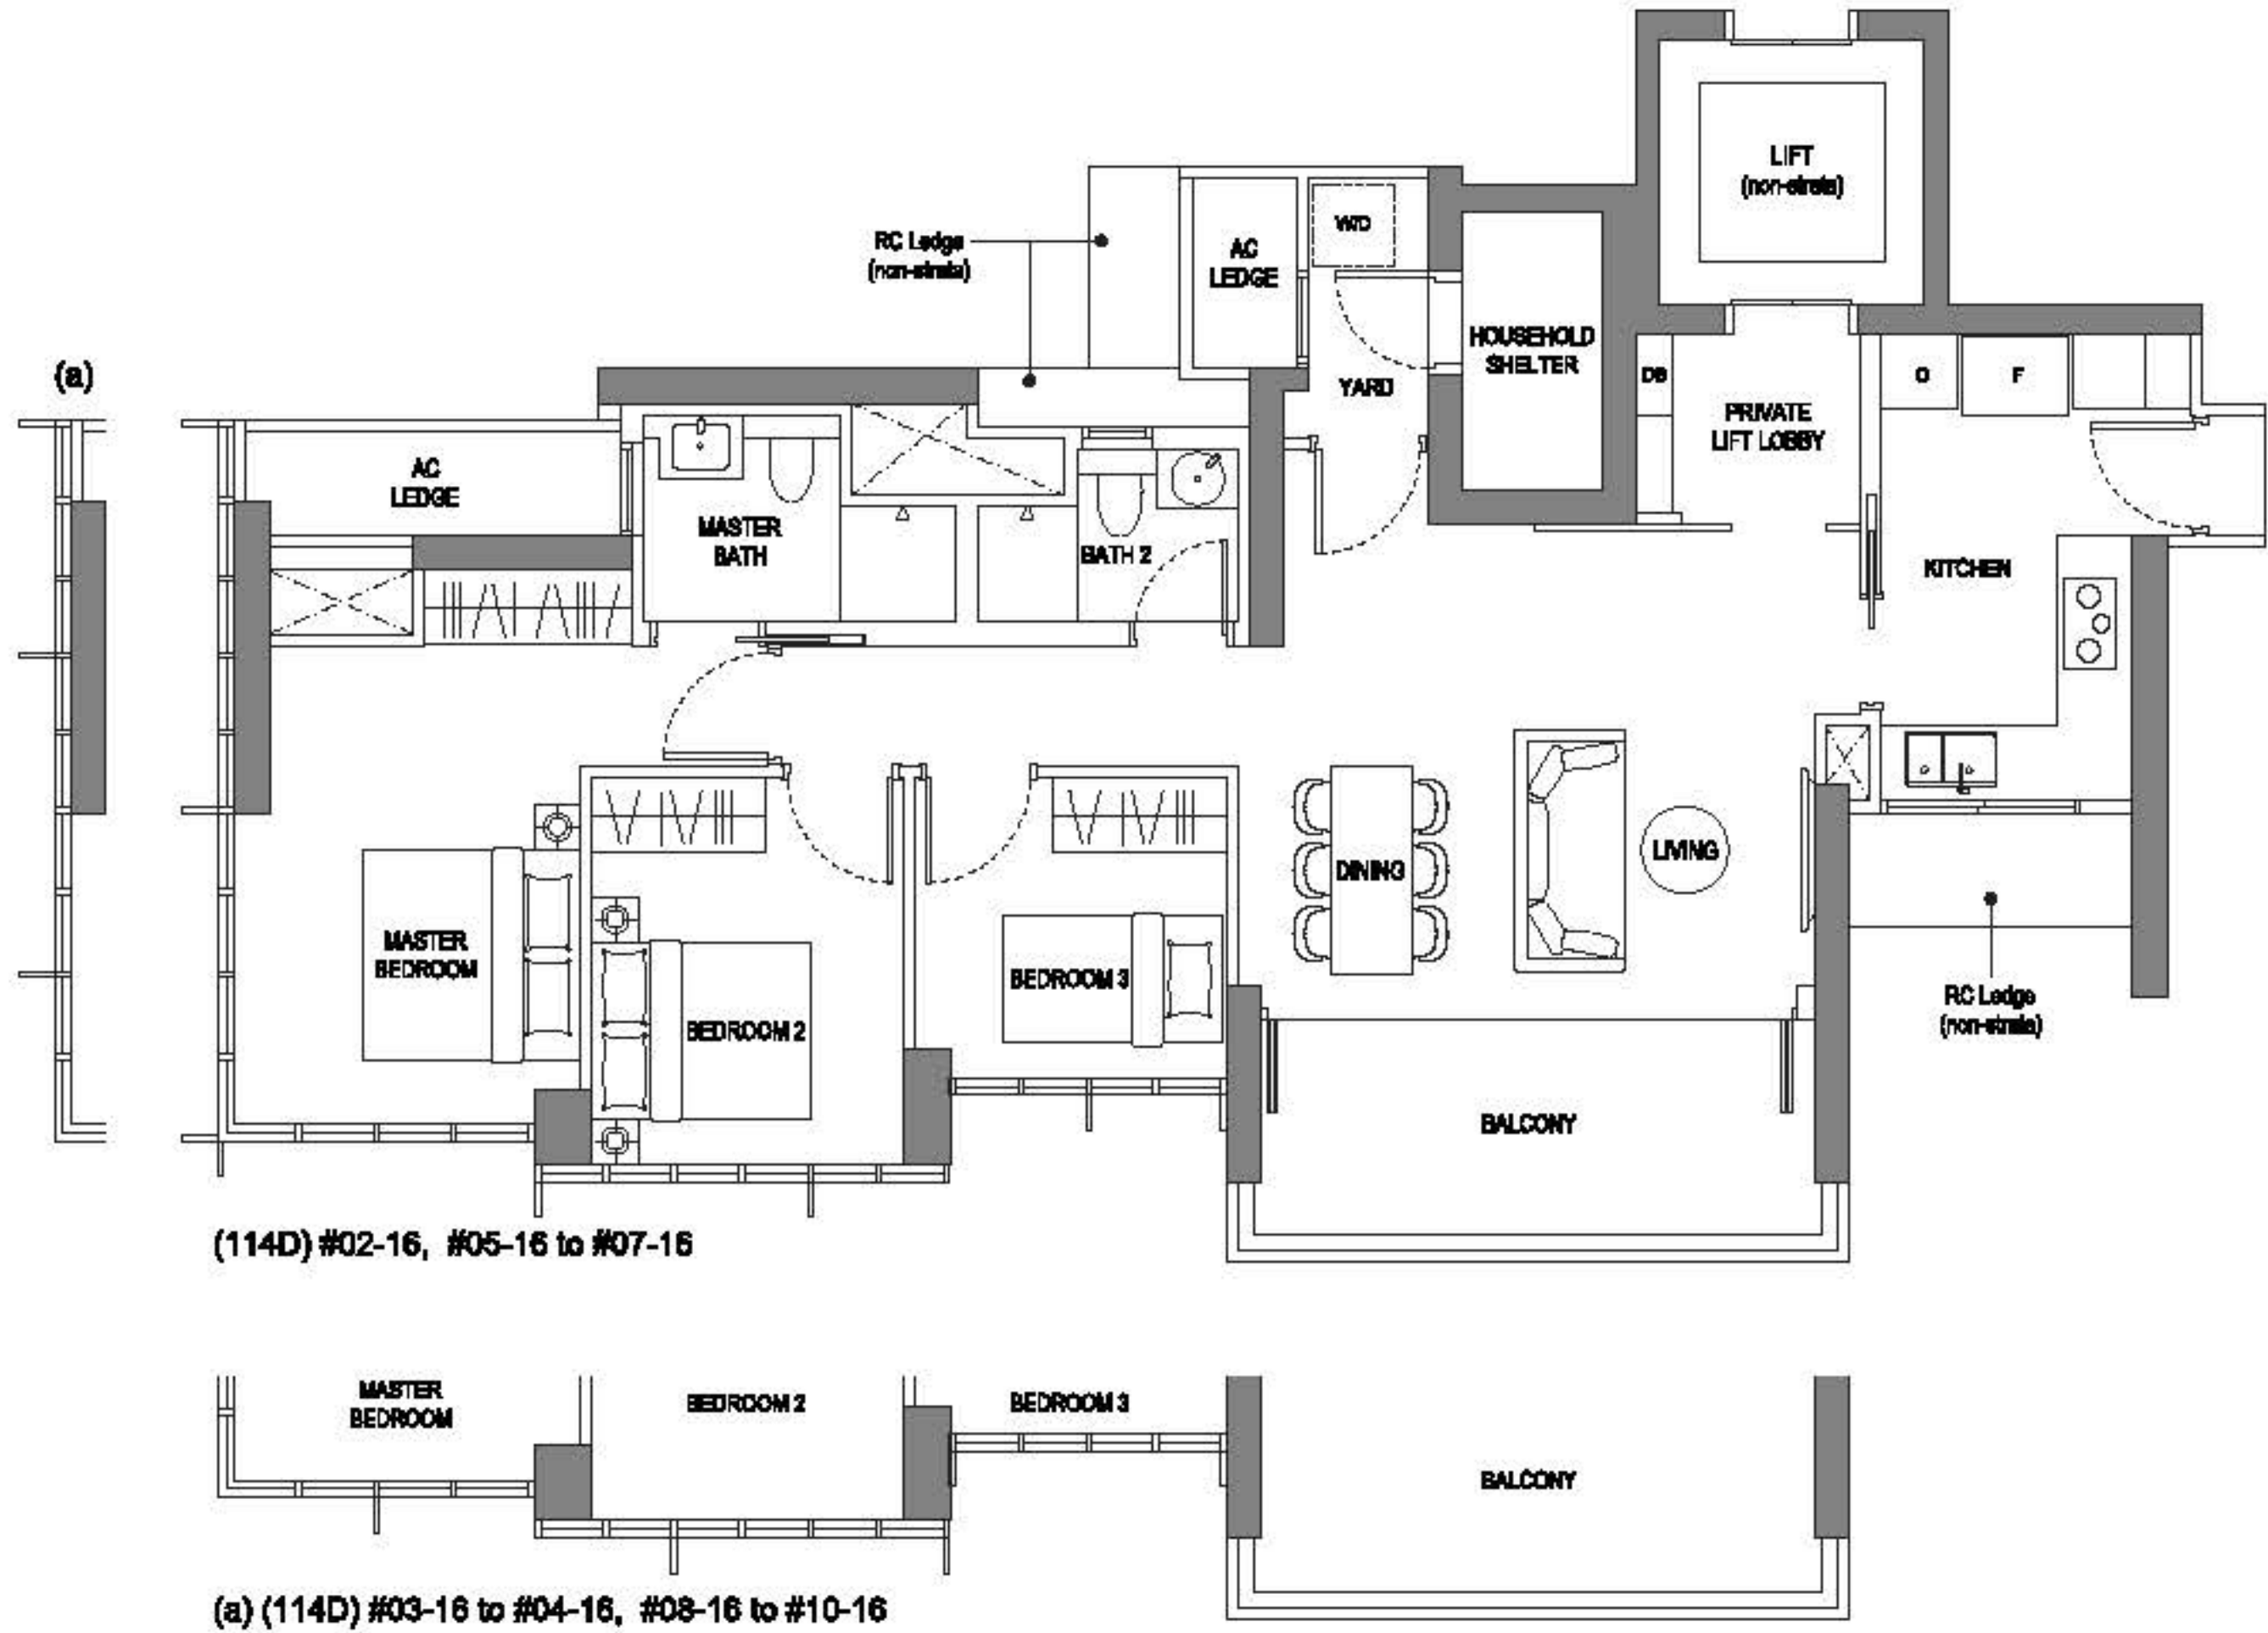 LIFT
(non-strata)
RC Ledge
(non-strata)
AC
LEDGE
W/D
HOUSEHOLD
SHELTER
YARD
DB
PRIVATE
LIFT LOBBY
O
F
(a)
AC
LEDGE
MASTER
BATH
BATH 2
KITCHEN
MASTER
BEDROOM
BEDROOM 2
BEDROOM 3
DINING
LIVING
RC Ledge
(non-strata)
BALCONY
(114D) #02-16, #05-16 to #07-16
MASTER
BEDROOM
BEDROOM 2
BEDROOM 3
BALCONY
(a) (114D) #03-16 to #04-16, #08-16 to #10-16